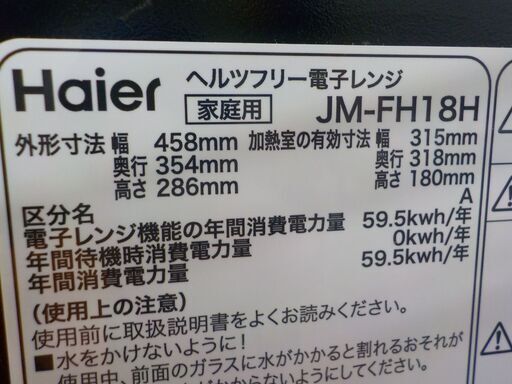 Haier
ヘルツフリー電子レンジ
家庭用 JM-FH18H
外形寸法 幅 458mm 加熱室の有効寸法 幅 315mm
奥行 354mm 奥行 318mm
高さ 286mm 高さ 180mm
区分名 A
電子レンジ機能の年間消費電力量 59.5kwh/年
年間待機時消費電力量 0kwh/年
年間消費電力量 59.5kwh/年
(使用上の注意)
使用前に取扱説明書をよくお読みください。
■水をかけないように!
使用中、前面のガラスに水がかかると割れるおそれが